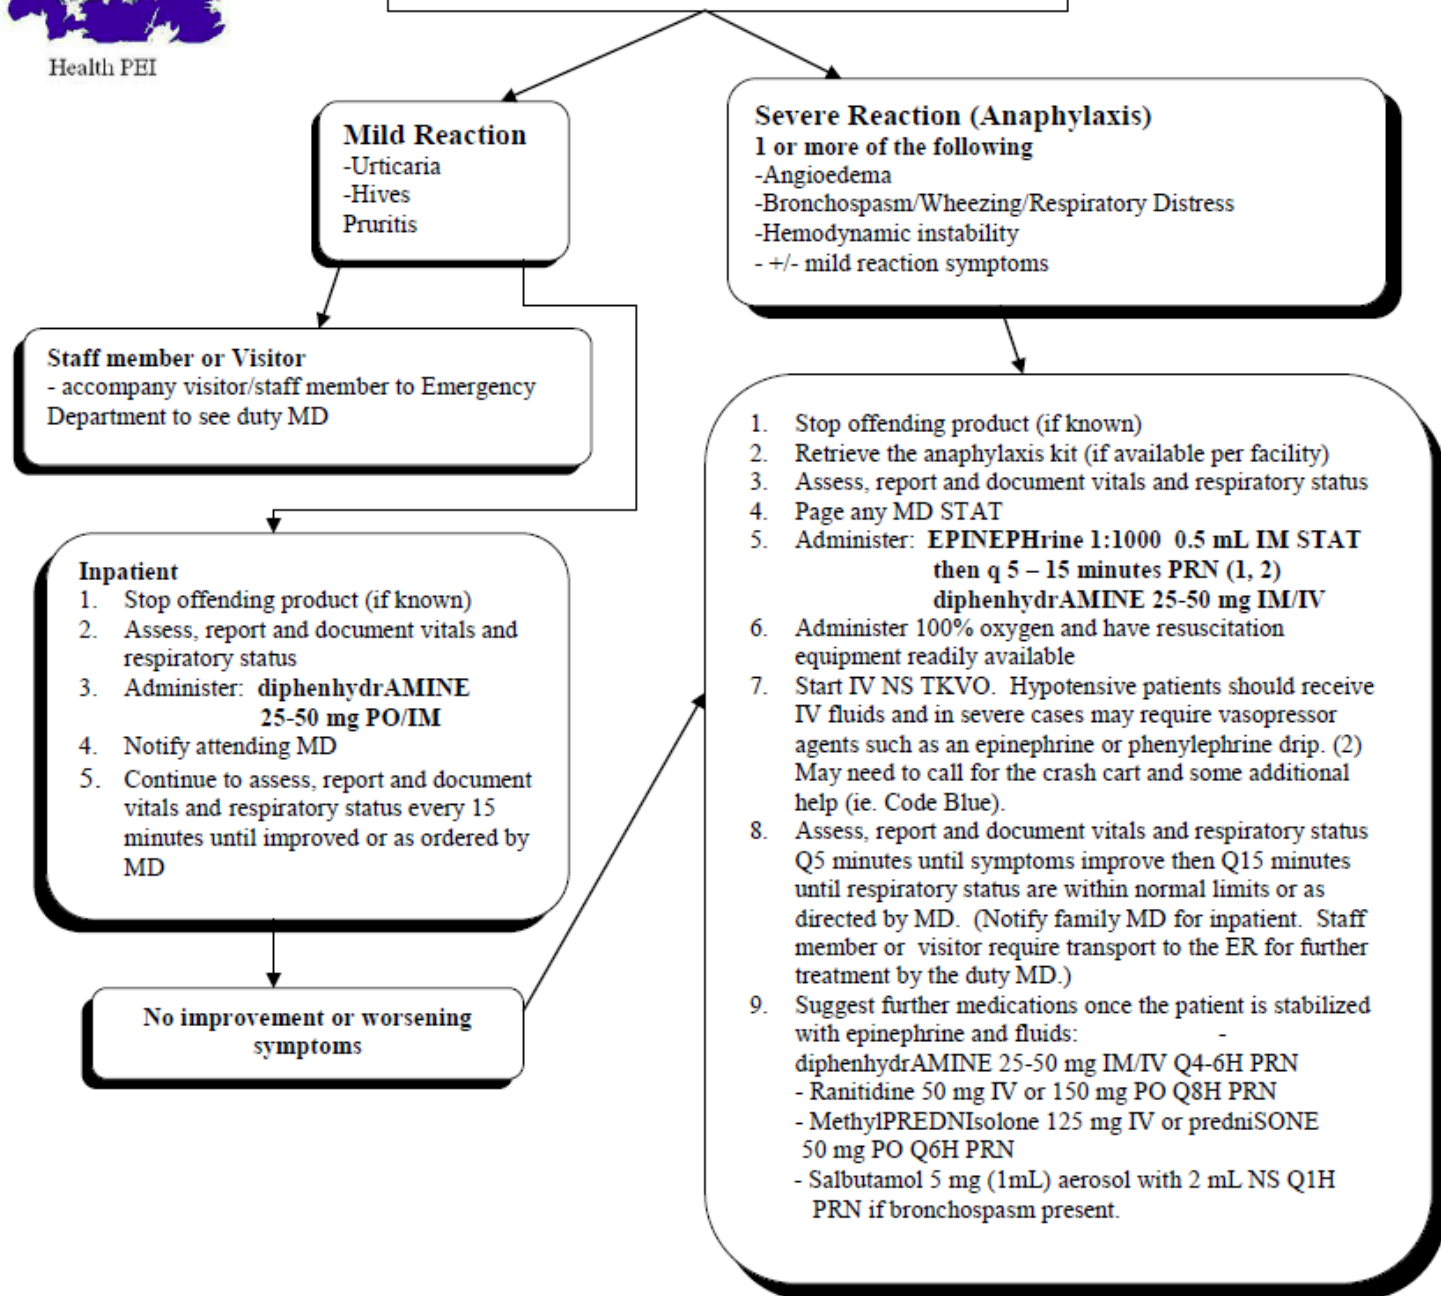 Health PEI
Mild Reaction
-Urticaria
-Hives
Pruritis
Severe Reaction (Anaphylaxis)
1 or more of the following
-Angioedema
-Bronchospasm/Wheezing/Respiratory Distress
-Hemodynamic instability
- +/- mild reaction symptoms
Staff member or Visitor
- accompany visitor/staff member to Emergency
Department to see duty MD
Inpatient
1. Stop offending product (if known)
2. Assess, report and document vitals and
respiratory status
3. Administer: diphenhydrAMINE
25-50 mg PO/IM
4. Notify attending MD
5. Continue to assess, report and document
vitals and respiratory status every 15
minutes until improved or as ordered by
MD
No improvement or worsening
symptoms
1. Stop offending product (if known)
2. Retrieve the anaphylaxis kit (if available per facility)
3. Assess, report and document vitals and respiratory status
4. Page any MD STAT
5. Administer: EPINEPHrine 1:1000 0.5 mL IM STAT
then q 5 – 15 minutes PRN (1, 2)
diphenhydrAMINE 25-50 mg IM/IV
6. Administer 100% oxygen and have resuscitation
equipment readily available
7. Start IV NS TKVO. Hypotensive patients should receive
IV fluids and in severe cases may require vasopressor
agents such as an epinephrine or phenylephrine drip. (2)
May need to call for the crash cart and some additional
help (ie. Code Blue).
8. Assess, report and document vitals and respiratory status
Q5 minutes until symptoms improve then Q15 minutes
until respiratory status are within normal limits or as
directed by MD. (Notify family MD for inpatient. Staff
member or visitor require transport to the ER for further
treatment by the duty MD.)
9. Suggest further medications once the patient is stabilized
with epinephrine and fluids: -
diphenhydrAMINE 25-50 mg IM/IV Q4-6H PRN
- Ranitidine 50 mg IV or 150 mg PO Q8H PRN
- MethylPREDNIsolone 125 mg IV or predniSONE
50 mg PO Q6H PRN
- Salbutamol 5 mg (1mL) aerosol with 2 mL NS Q1H
PRN if bronchospasm present.